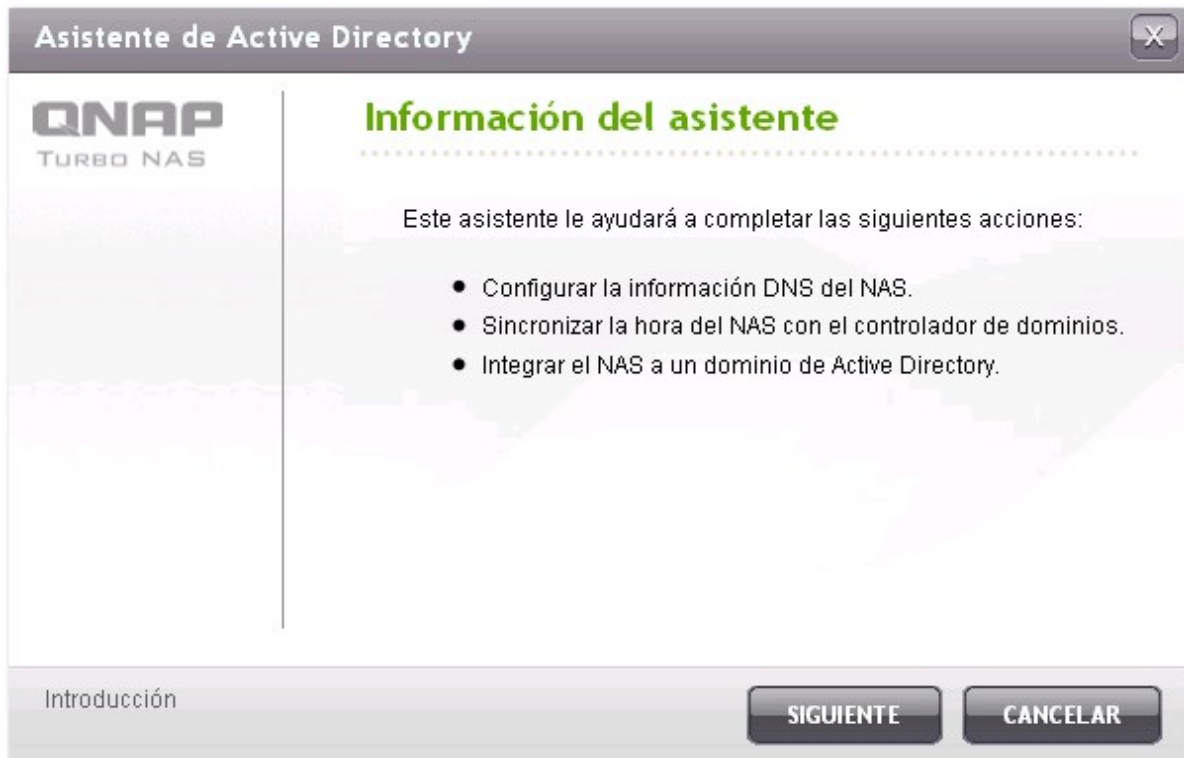 Asistente de Active Directory
X
QNAP
TURBO NAS
Información del asistente
Este asistente le ayudará a completar las siguientes acciones:
● Configurar la información DNS del NAS.
● Sincronizar la hora del NAS con el controlador de dominios.
● Integrar el NAS a un dominio de Active Directory.
Introducción
SIGUIENTE
CANCELAR